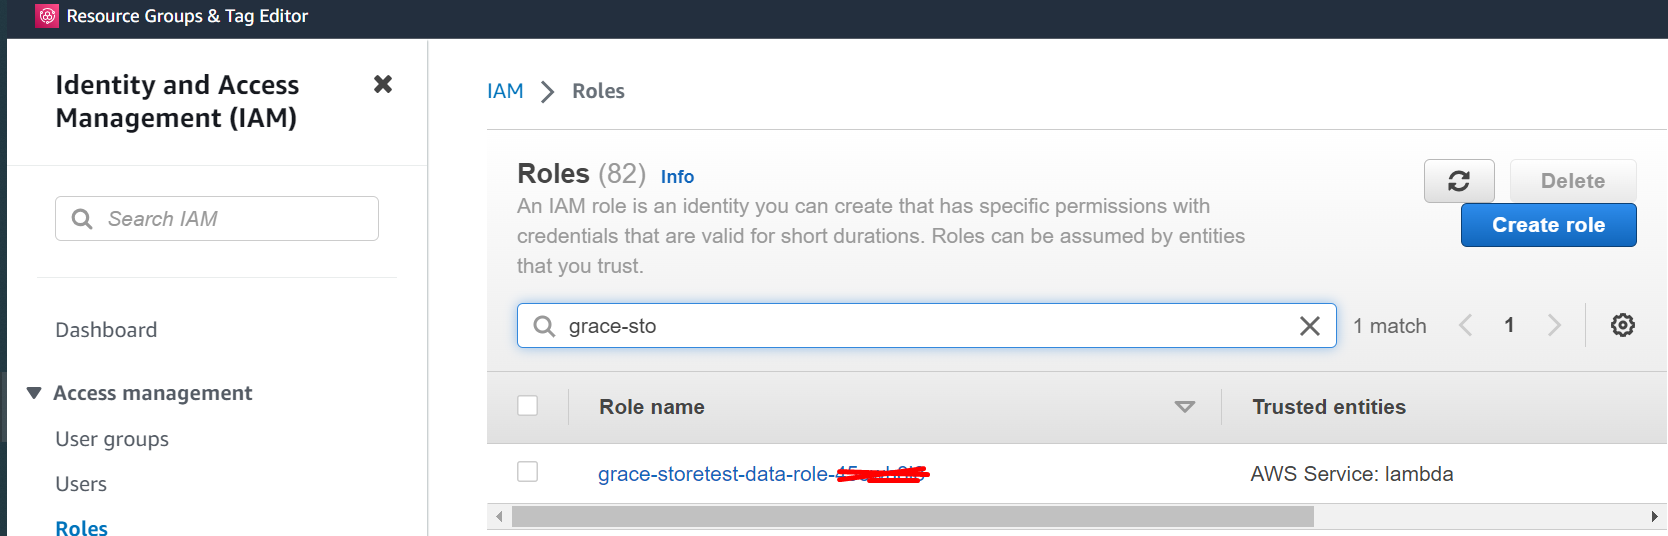 Resource Groups & Tag Editor
Identity and Access
Management (IAM)
Search IAM
Dashboard
Access management
User groups
Users
Roles
IAM > Roles
Roles (82) Info
An IAM role is an identity you can create that has specific permissions with
credentials that are valid for short durations. Roles can be assumed by entities
that you trust.
Delete
Create role
grace-sto
1 match
1
Role name
Trusted entities
grace-storetest-data-role-
AWS Service: lambda